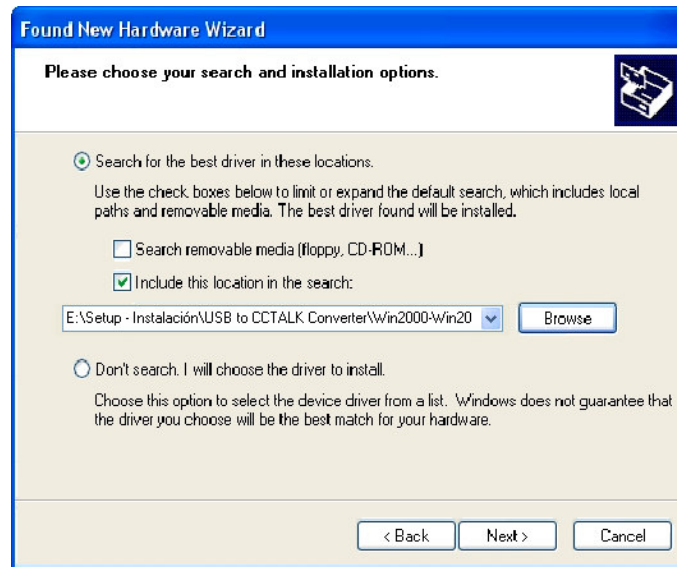 Found New Hardware Wizard
Please choose your search and installation options.
Search for the best driver in these locations.
Use the check boxes below to limit or expand the default search, which includes local
paths and removable media. The best driver found will be installed.
Search removable media (floppy, CD-ROM...)
Include this location in the search:
E:\Setup - Instalación\USB to CCTALK Converter\Win2000-Win20
Browse
Don't search. I will choose the driver to install.
Choose this option to select the device driver from a list. Windows does not guarantee that
the driver you choose will be the best match for your hardware.
< Back
Next >
Cancel